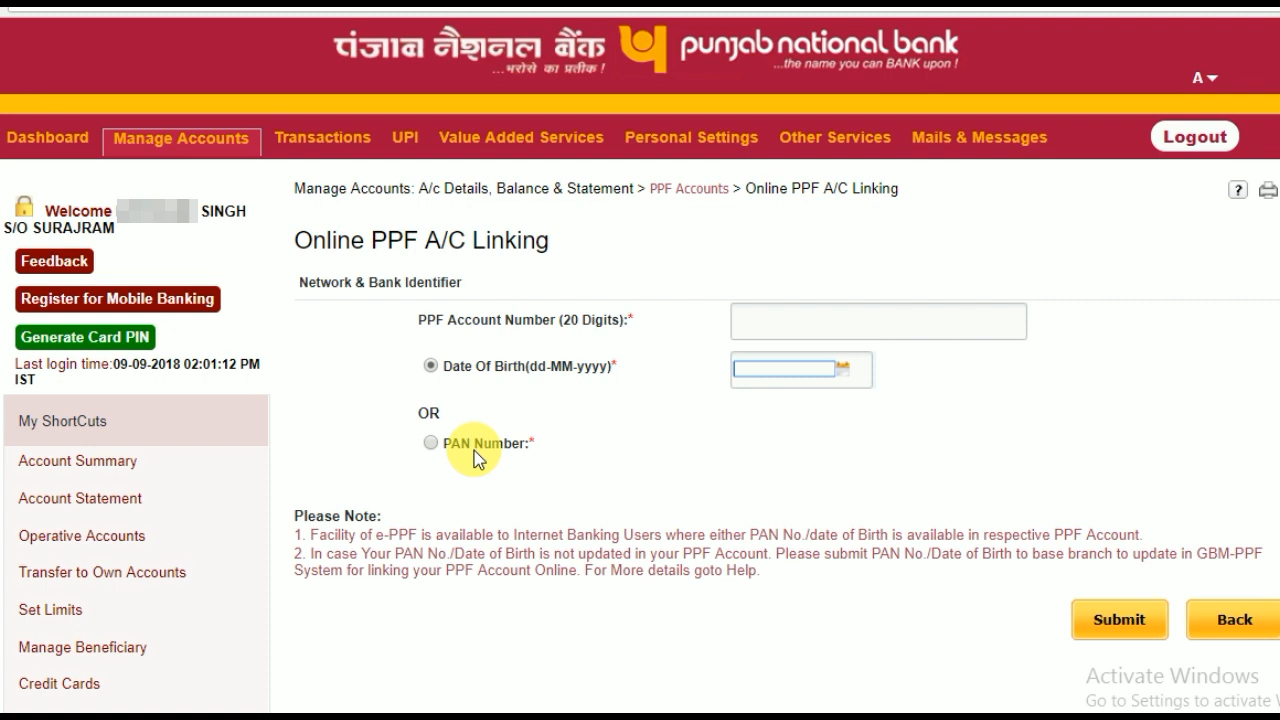 पंजाब नैशनल बैंक punjab national bank
...भरोसे का प्रतीक! ...the name you can BANK upon!
A
Dashboard Manage Accounts Transactions UPI Value Added Services Personal Settings Other Services Mails & Messages Logout
Manage Accounts: A/c Details, Balance & Statement > PPF Accounts > Online PPF A/C Linking ?
Welcome SINGH
S/O SURAJRAM
Feedback
Register for Mobile Banking
Generate Card PIN
Last login time:09-09-2018 02:01:12 PM
IST
My ShortCuts
Account Summary
Account Statement
Operative Accounts
Transfer to Own Accounts
Set Limits
Manage Beneficiary
Credit Cards
Online PPF A/C Linking
Network & Bank Identifier
PPF Account Number (20 Digits):*
Date Of Birth(dd-MM-yyyy)*
OR
PAN Number:*
Please Note:
1. Facility of e-PPF is available to Internet Banking Users where either PAN No./date of Birth is available in respective PPF Account.
2. In case Your PAN No./Date of Birth is not updated in your PPF Account. Please submit PAN No./Date of Birth to base branch to update in GBM-PPF
System for linking your PPF Account Online. For More details goto Help.
Submit Back
Activate Windows
Go to Settings to activate